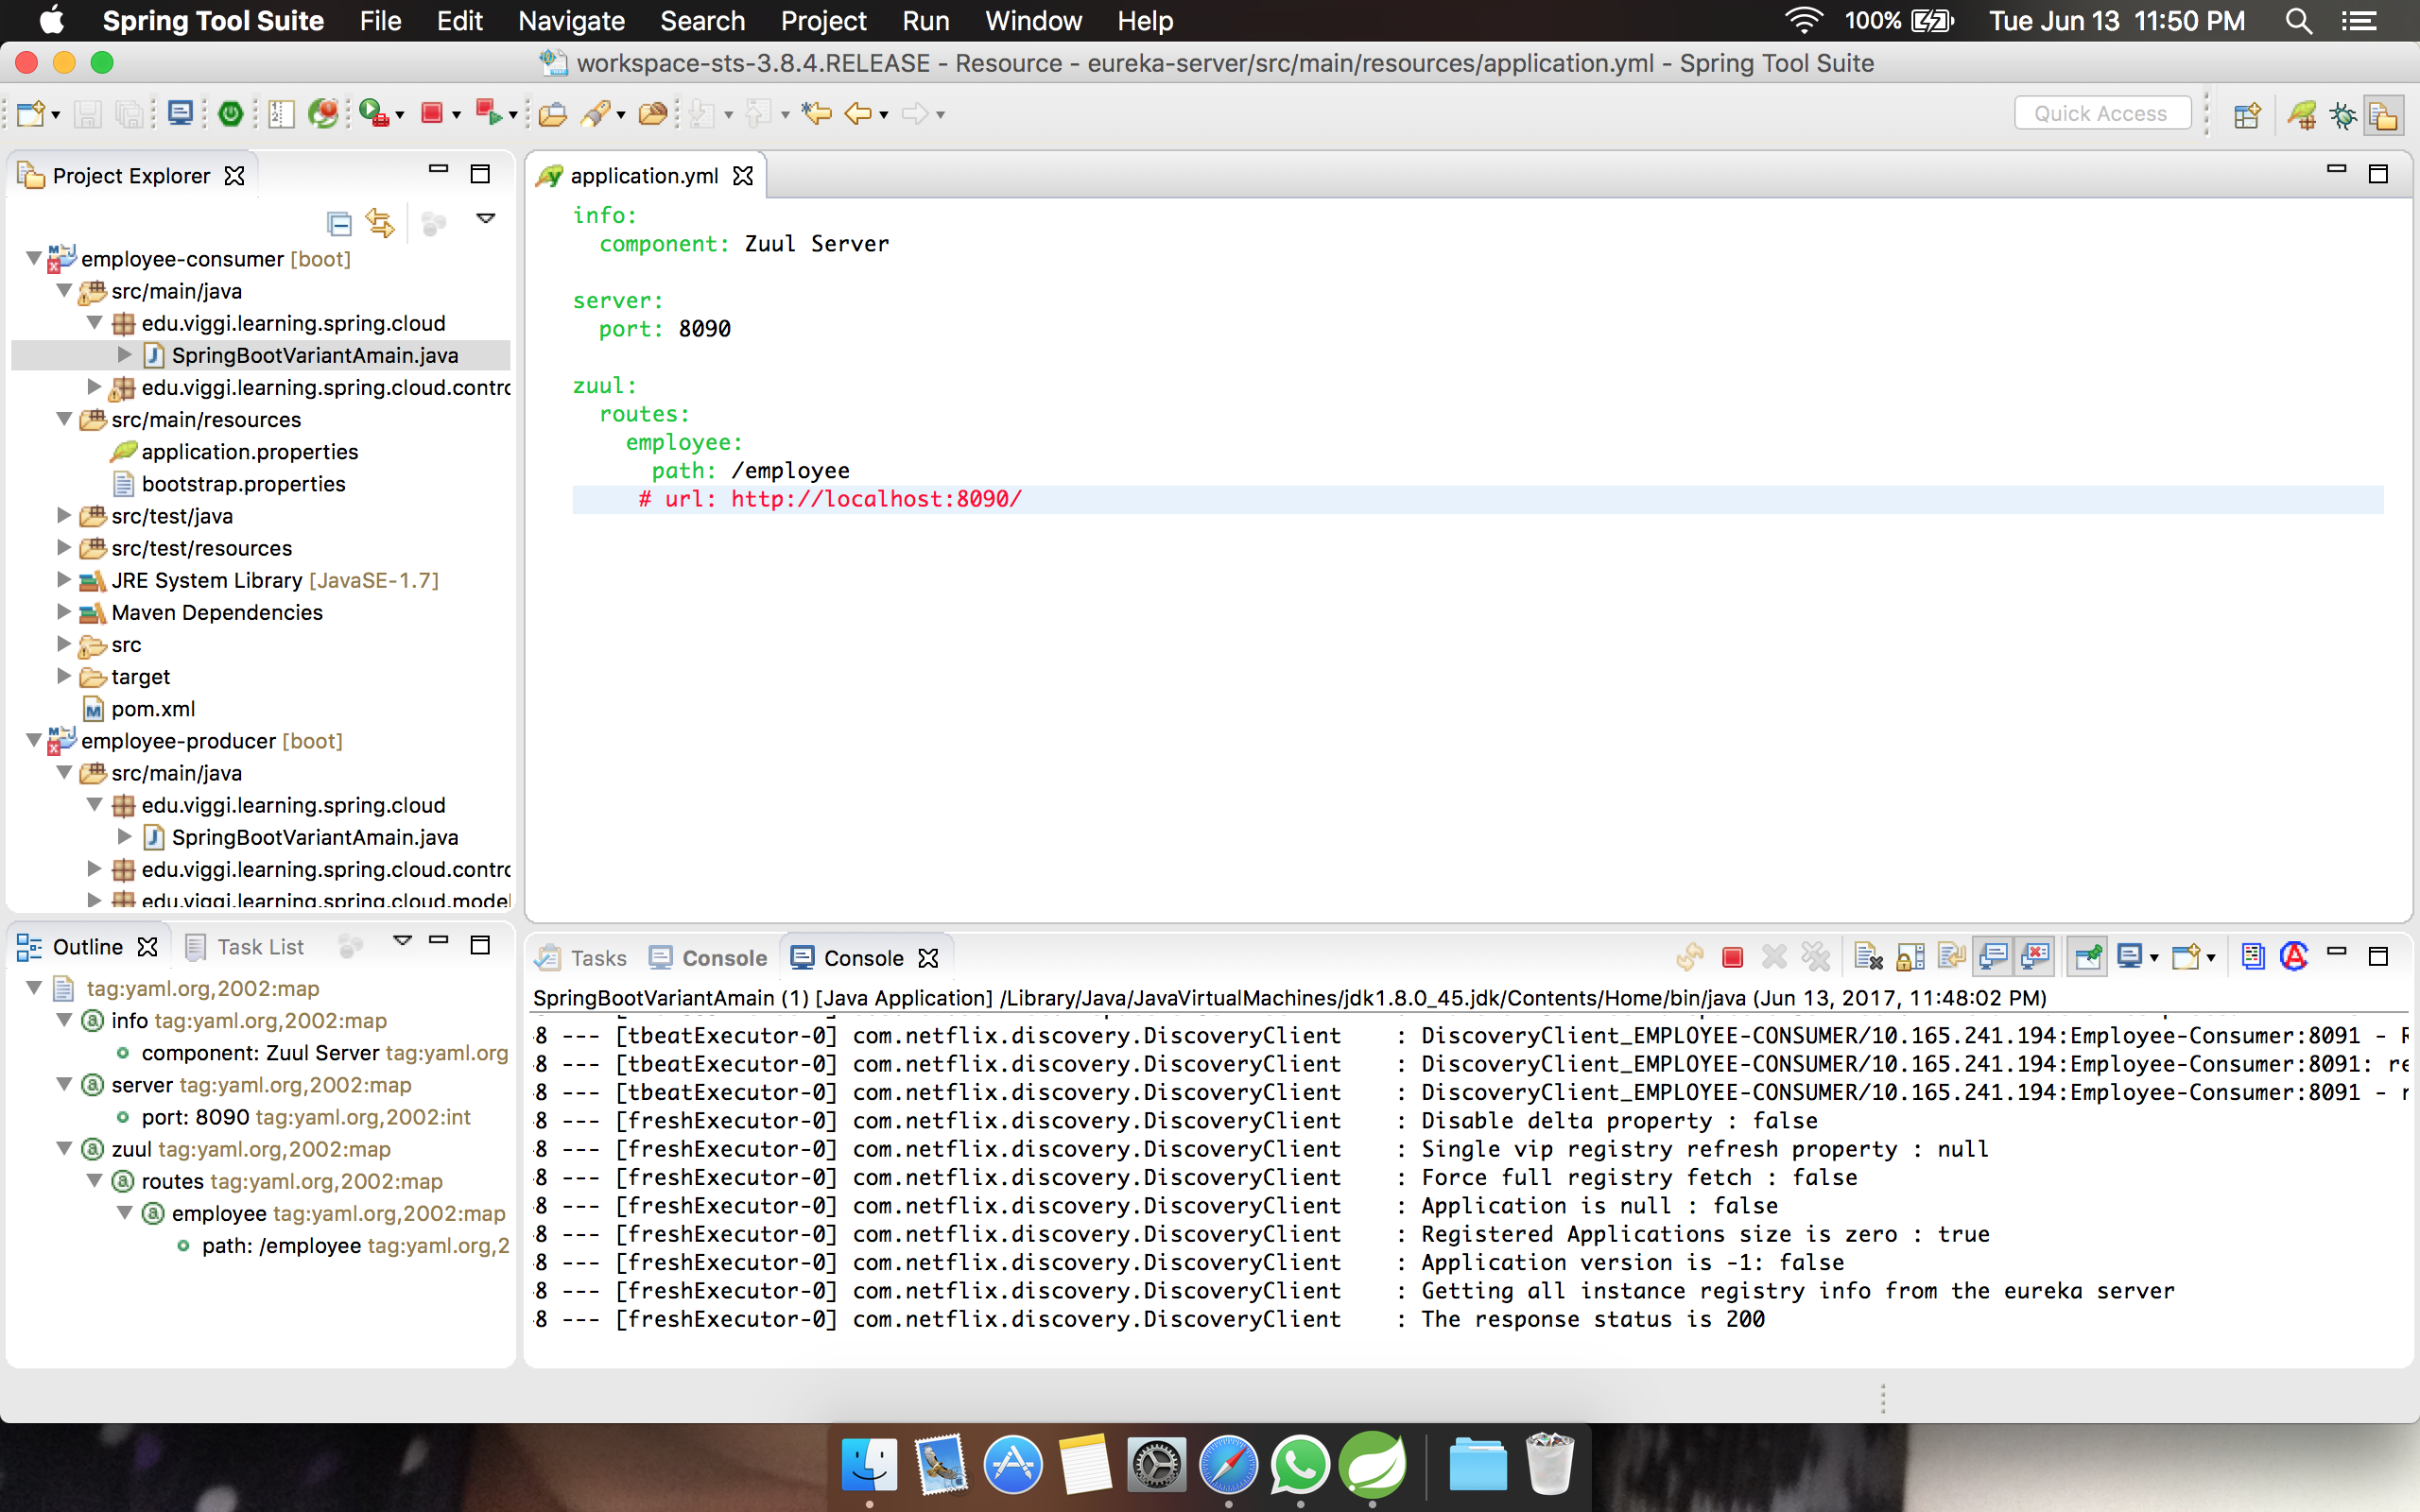 Spring Tool Suite File Edit Navigate Search Project Run Window Help 100% Tue Jun 13 11:50 PM
workspace-sts-3.8.4.RELEASE - Resource - eureka-server/src/main/resources/application.yml - Spring Tool Suite
Quick Access
Project Explorer
employee-consumer [boot]
src/main/java
edu.viggi.learning.spring.cloud
SpringBootVariantAmain.java
edu.viggi.learning.spring.cloud.contro
src/main/resources
application.properties
bootstrap.properties
src/test/java
src/test/resources
JRE System Library [JavaSE-1.7]
Maven Dependencies
src
target
pom.xml
employee-producer [boot]
src/main/java
edu.viggi.learning.spring.cloud
SpringBootVariantAmain.java
edu.viggi.learning.spring.cloud.contro
edu.viggi.learning.spring.cloud.model
application.yml
info:
component: Zuul Server
server:
port: 8090
zuul:
routes:
employee:
path: /employee
# url: http://localhost:8090/
Outline Task List
tag:yaml.org,2002:map
info tag:yaml.org,2002:map
component: Zuul Server tag:yaml.org
server tag:yaml.org,2002:map
port: 8090 tag:yaml.org,2002:int
zuul tag:yaml.org,2002:map
routes tag:yaml.org,2002:map
employee tag:yaml.org,2002:map
path: /employee tag:yaml.org,2
Tasks Console Console
SpringBootVariantAmain (1) [Java Application] /Library/Java/JavaVirtualMachines/jdk1.8.0_45.jdk/Contents/Home/bin/java (Jun 13, 2017, 11:48:02 PM)
8 --- [tbeatExecutor-0] com.netflix.discovery.DiscoveryClient : DiscoveryClient_EMPLOYEE-CONSUMER/10.165.241.194:Employee-Consumer:8091 - R
8 --- [tbeatExecutor-0] com.netflix.discovery.DiscoveryClient : DiscoveryClient_EMPLOYEE-CONSUMER/10.165.241.194:Employee-Consumer:8091: re
8 --- [tbeatExecutor-0] com.netflix.discovery.DiscoveryClient : DiscoveryClient_EMPLOYEE-CONSUMER/10.165.241.194:Employee-Consumer:8091 - r
8 --- [freshExecutor-0] com.netflix.discovery.DiscoveryClient : Disable delta property : false
8 --- [freshExecutor-0] com.netflix.discovery.DiscoveryClient : Single vip registry refresh property : null
8 --- [freshExecutor-0] com.netflix.discovery.DiscoveryClient : Force full registry fetch : false
8 --- [freshExecutor-0] com.netflix.discovery.DiscoveryClient : Application is null : false
8 --- [freshExecutor-0] com.netflix.discovery.DiscoveryClient : Registered Applications size is zero : true
8 --- [freshExecutor-0] com.netflix.discovery.DiscoveryClient : Application version is -1: false
8 --- [freshExecutor-0] com.netflix.discovery.DiscoveryClient : Getting all instance registry info from the eureka server
8 --- [freshExecutor-0] com.netflix.discovery.DiscoveryClient : The response status is 200